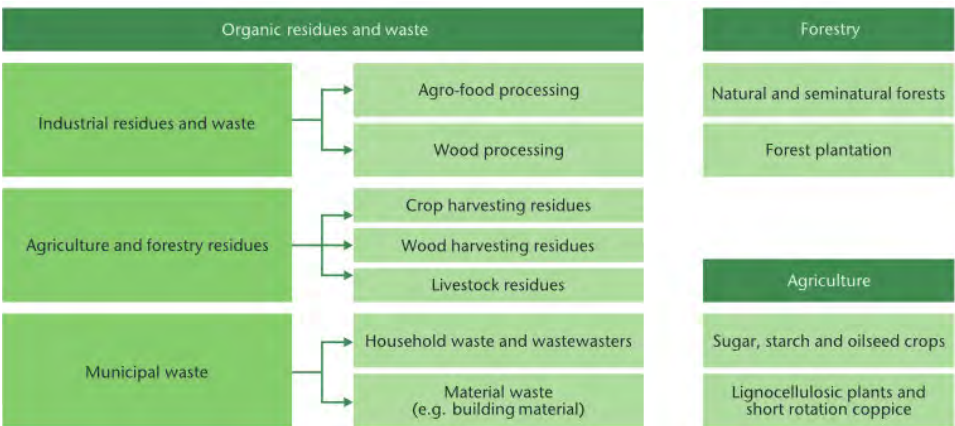 Organic residues and waste
Industrial residues and waste
Agro-food processing
Wood processing
Agriculture and forestry residues
Crop harvesting residues
Wood harvesting residues
Livestock residues
Municipal waste
Household waste and wastewasters
Material waste
(e.g. building material)
Forestry
Natural and seminatural forests
Forest plantation
Agriculture
Sugar, starch and oilseed crops
Lignocellulosic plants and
short rotation coppice